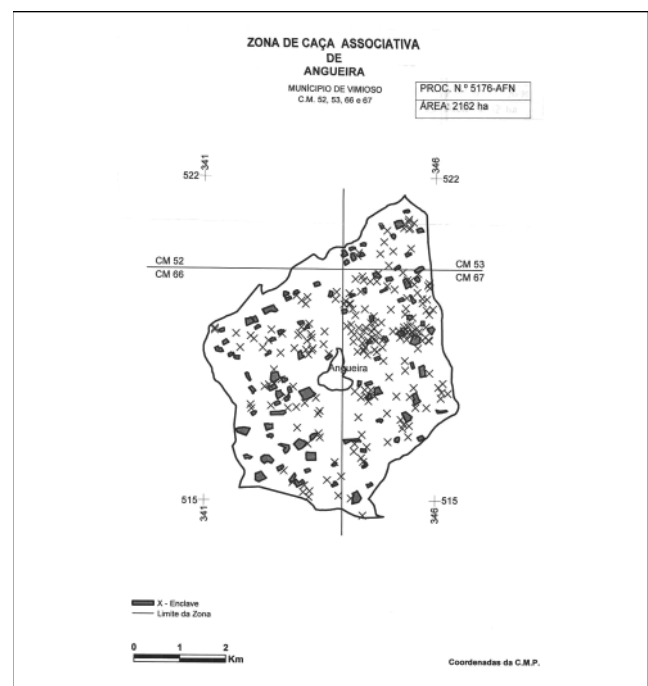 ZONA DE CAÇA ASSOCIATIVA
DE
ANGUEIRA
MUNÍCIPIO DE VIMIOSO
C.M. 52, 53, 66 e 67
PROC. N.º 5176-AFN
ÁREA: 2162 ha
341
522
346
522
CM 52
CM 66
CM 53
CM 67
Angueira
515
341
515
346
X - Enclave
Limite da Zona
0 1 2
Km
Coordenadas da C.M.P.